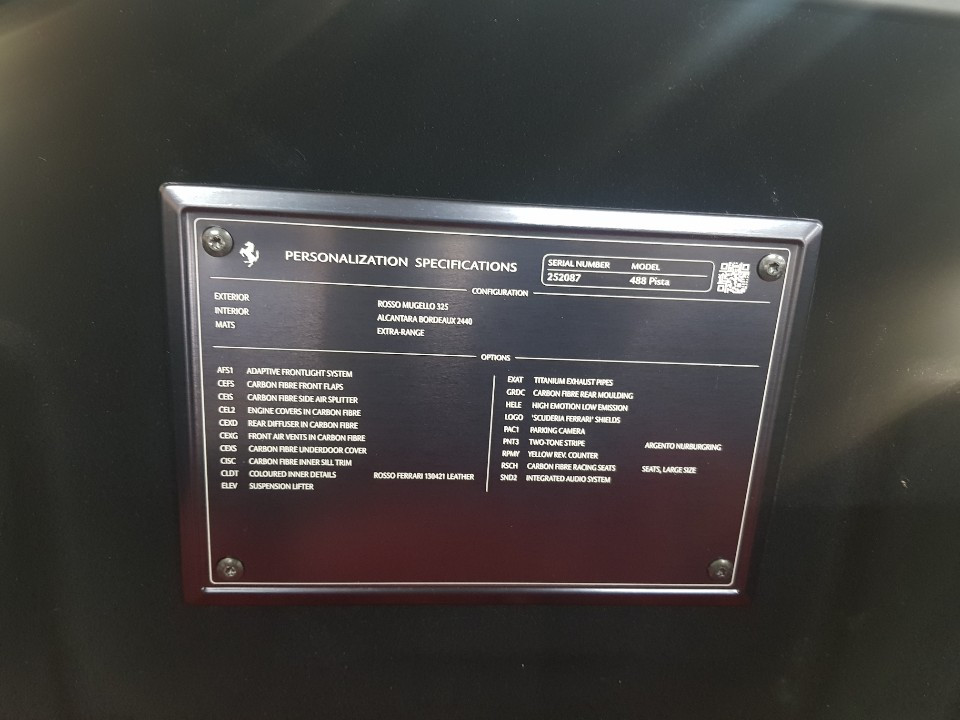 PERSONALIZATION SPECIFICATIONS
SERIAL NUMBER MODEL
252087 488 Pista
CONFIGURATION
EXTERIOR ROSSO MUGELLO 325
INTERIOR ALCANTARA BORDEAUX 2440
MATS EXTRA-RANGE
OPTIONS
AFS1 ADAPTIVE FRONTLIGHT SYSTEM
CEFS CARBON FIBRE FRONT FLAPS
CEIS CARBON FIBRE SIDE AIR SPLITTER
CEL2 ENGINE COVERS IN CARBON FIBRE
CEXD REAR DIFFUSER IN CARBON FIBRE
CEXG FRONT AIR VENTS IN CARBON FIBRE
CEXS CARBON FIBRE UNDERDOOR COVER
CISC CARBON FIBRE INNER SILL TRIM
CLDT COLOURED INNER DETAILS ROSSO FERRARI 130421 LEATHER
ELEV SUSPENSION LIFTER
EXAT TITANIUM EXHAUST PIPES
GRDC CARBON FIBRE REAR MOULDING
HELE HIGH EMOTION LOW EMISSION
LOGO 'SCUDERIA FERRARI' SHIELDS
PAC1 PARKING CAMERA
PNT3 TWO-TONE STRIPE ARGENTO NURBURGRING
RPMY YELLOW REV. COUNTER
RSCH CARBON FIBRE RACING SEATS SEATS, LARGE SIZE
SND2 INTEGRATED AUDIO SYSTEM